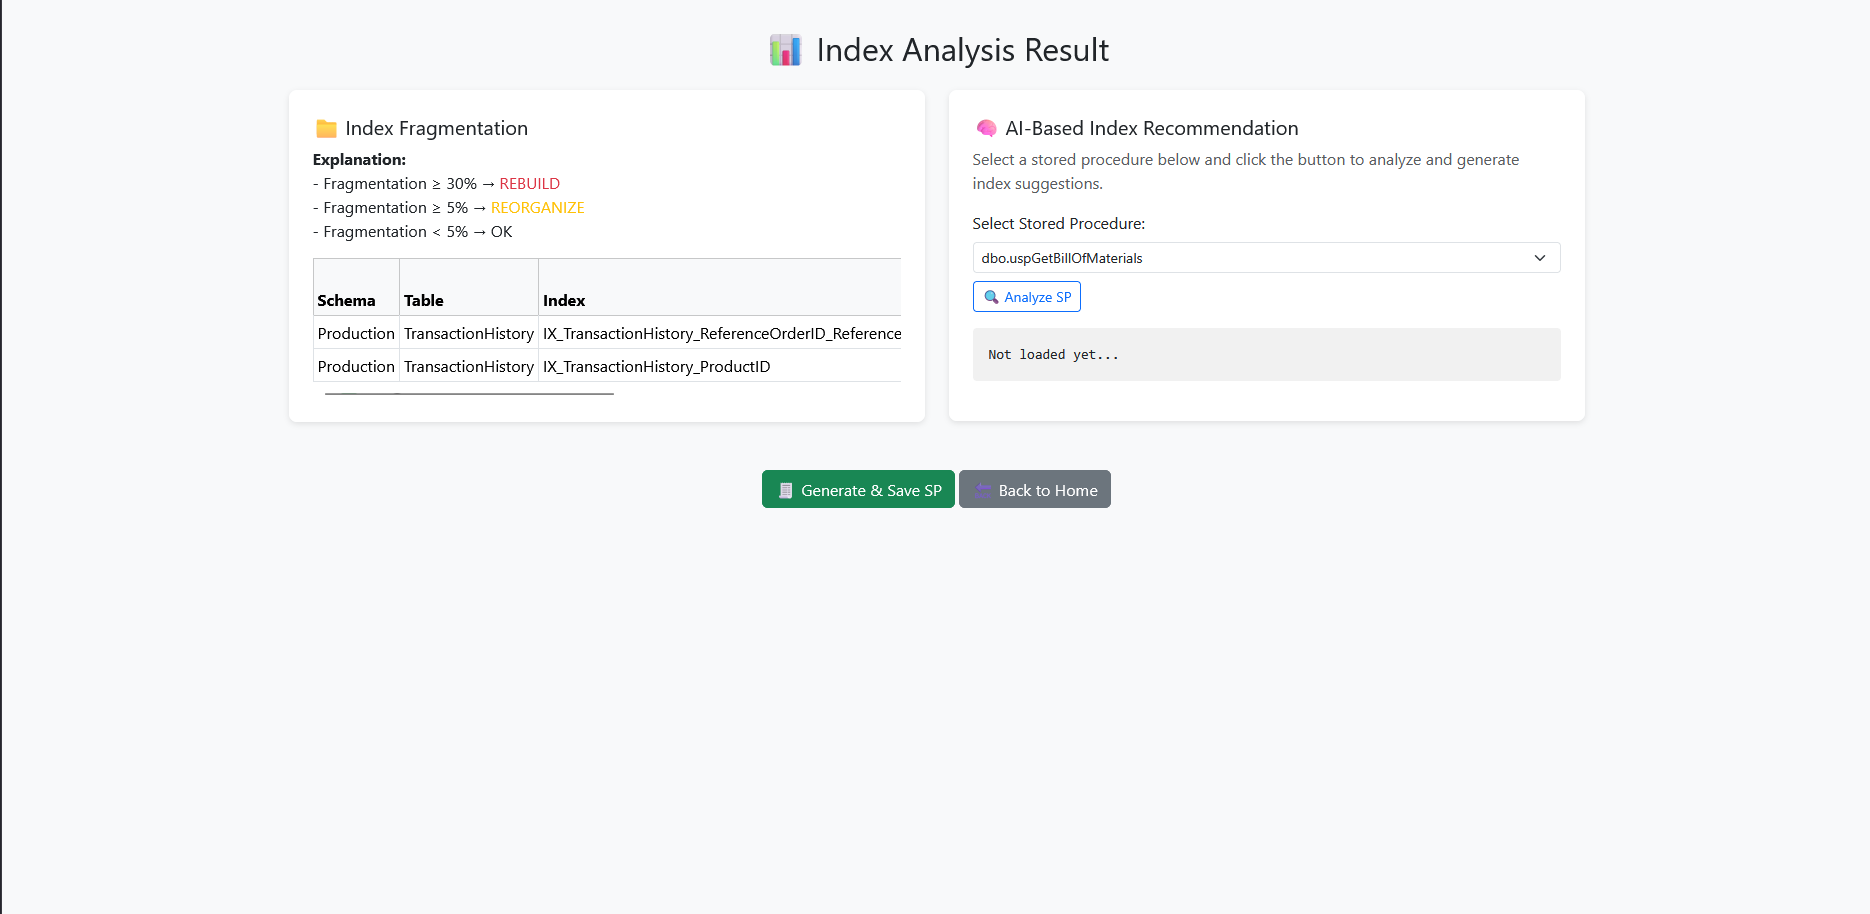 Index Analysis Result
Index Fragmentation
Explanation:
- Fragmentation ≥ 30% → REBUILD
- Fragmentation ≥ 5% → REORGANIZE
- Fragmentation < 5% → OK
Schema Table Index
Production TransactionHistory IX_TransactionHistory_ReferenceOrderID_Reference
Production TransactionHistory IX_TransactionHistory_ProductID
AI-Based Index Recommendation
Select a stored procedure below and click the button to analyze and generate
index suggestions.
Select Stored Procedure:
dbo.uspGetBillOfMaterials
Analyze SP
Not loaded yet...
Generate & Save SP
Back to Home